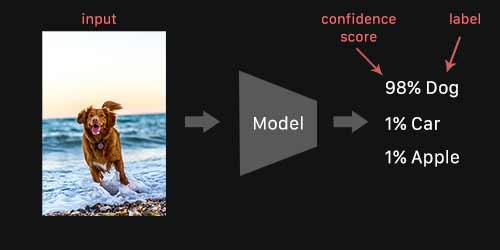 input
confidence
score
label
98% Dog
Model
1% Car
1% Apple